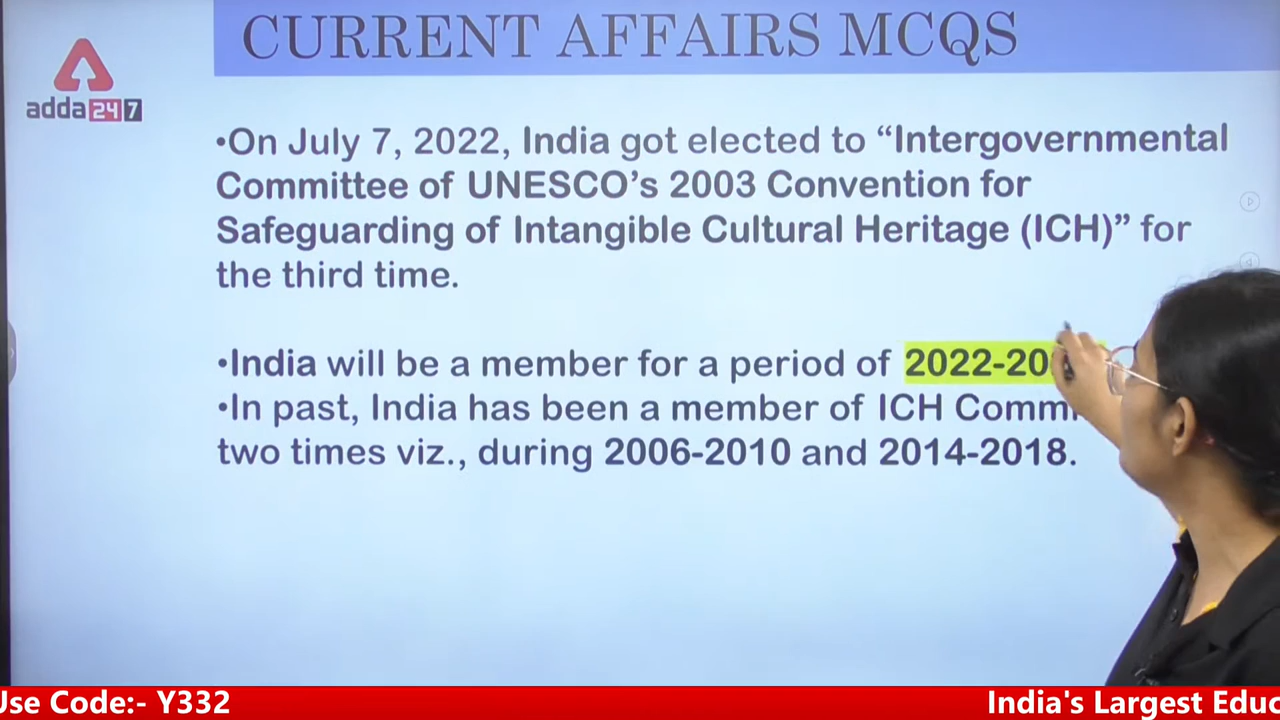 CURRENT AFFAIRS MCQS
adda247
•On July 7, 2022, India got elected to “Intergovernmental
Committee of UNESCO’s 2003 Convention for
Safeguarding of Intangible Cultural Heritage (ICH)” for
the third time.
•India will be a member for a period of 2022-20
•In past, India has been a member of ICH
two times viz., during 2006-2010 and 2014-2018.
Use Code:- Y332
India's Largest